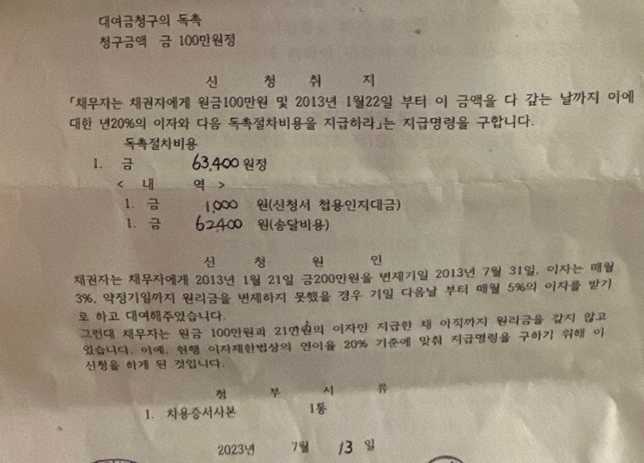 대여금청구의 독촉
청구금액 금 100만원정
신 청 취 지
「채무자는 채권자에게 원금100만원 및 2013년 1월22일 부터 이 금액을 다 갚는 날까지 이에
대한 년20%의 이자와 다음 독촉절차비용을 지급하라」는 지급명령을 구합니다.
독촉절차비용
1. 금 63,400 원정
< 내 역 >
1. 금 1,000 원(신청서 첩용인지대금)
1. 금 62,400 원(송달비용)
신 청 원 인
채권자는 채무자에게 2013년 1월 21일 금200만원을 변제기일 2013년 7월 31일, 이자는 매월
3%, 약정기일까지 원리금을 변제하지 못했을 경우 기일 다음날 부터 매월 5%의 이자를 받기
로 하고 대여해주었습니다.
그런대 채무자는 원금 100만원과 의 이자만 지급한 채 아직까지 원리금을 갚지 않고
있습니다. 이에, 현행 이자제한법상의 연이율 20% 기준에 맞춰 지급명령을 구하기 위해 이
신청을 하게 된 것입니다.
첨 부 서 류
1. 차용증서사본 1통
2023년 7월 13 일